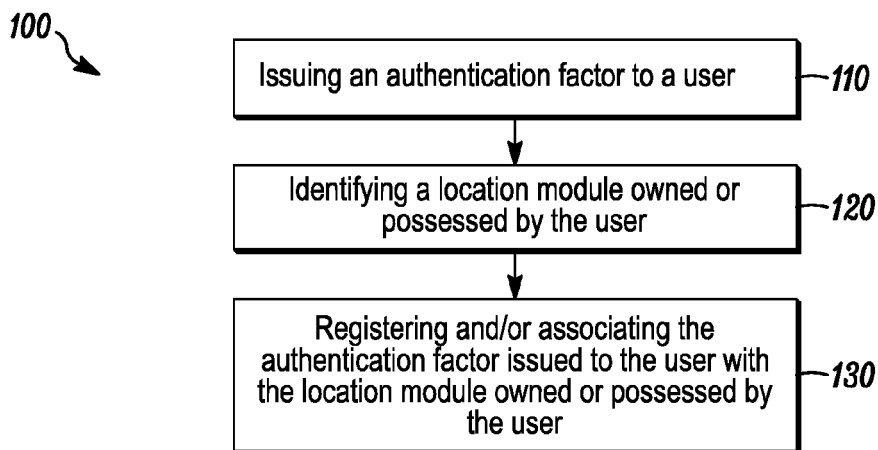 100
Issuing an authentication factor to a user
110
Identifying a location module owned or
possessed by the user
120
Registering and/or associating the
authentication factor issued to the user with
the location module owned or possessed by
the user
130